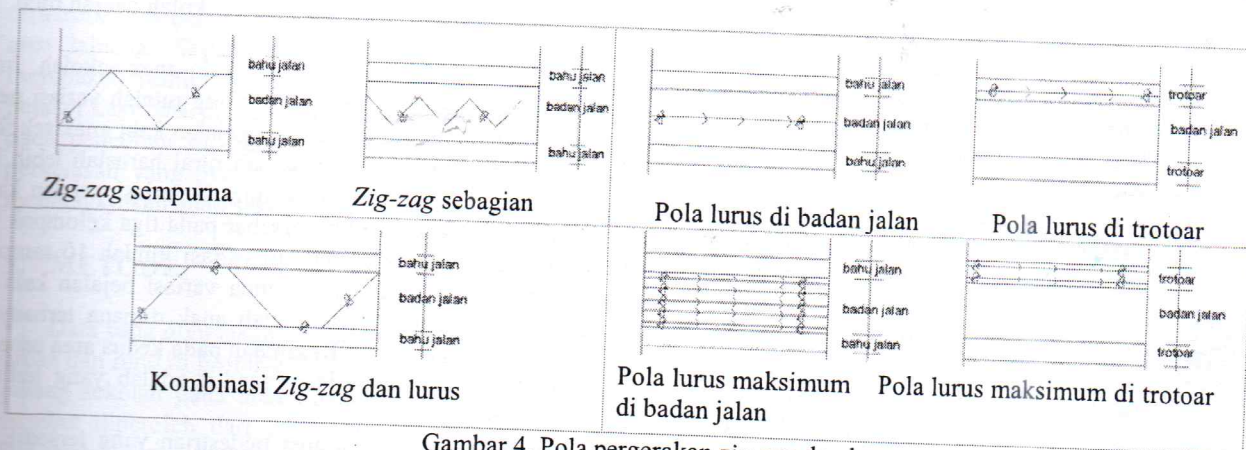 bahu jalan
badan jalan
bahu jalan
Zig-zag sempurna
bahu jalan
badan jalan
bahu jalan
Zig-zag sebagian
bahu jalan
badan jalan
bahu jalan
Pola lurus di badan jalan
trotoar
badan jalan
trotoar
Pola lurus di trotoar
bahu jalan
badan jalan
bahu jalan
Kombinasi Zig-zag dan lurus
bahu jalan
badan jalan
bahu jalan
Pola lurus maksimum
di badan jalan
trotoar
badan jalan
trotoar
Pola lurus maksimum di trotoar
Gambar 4. Pola pergerakan